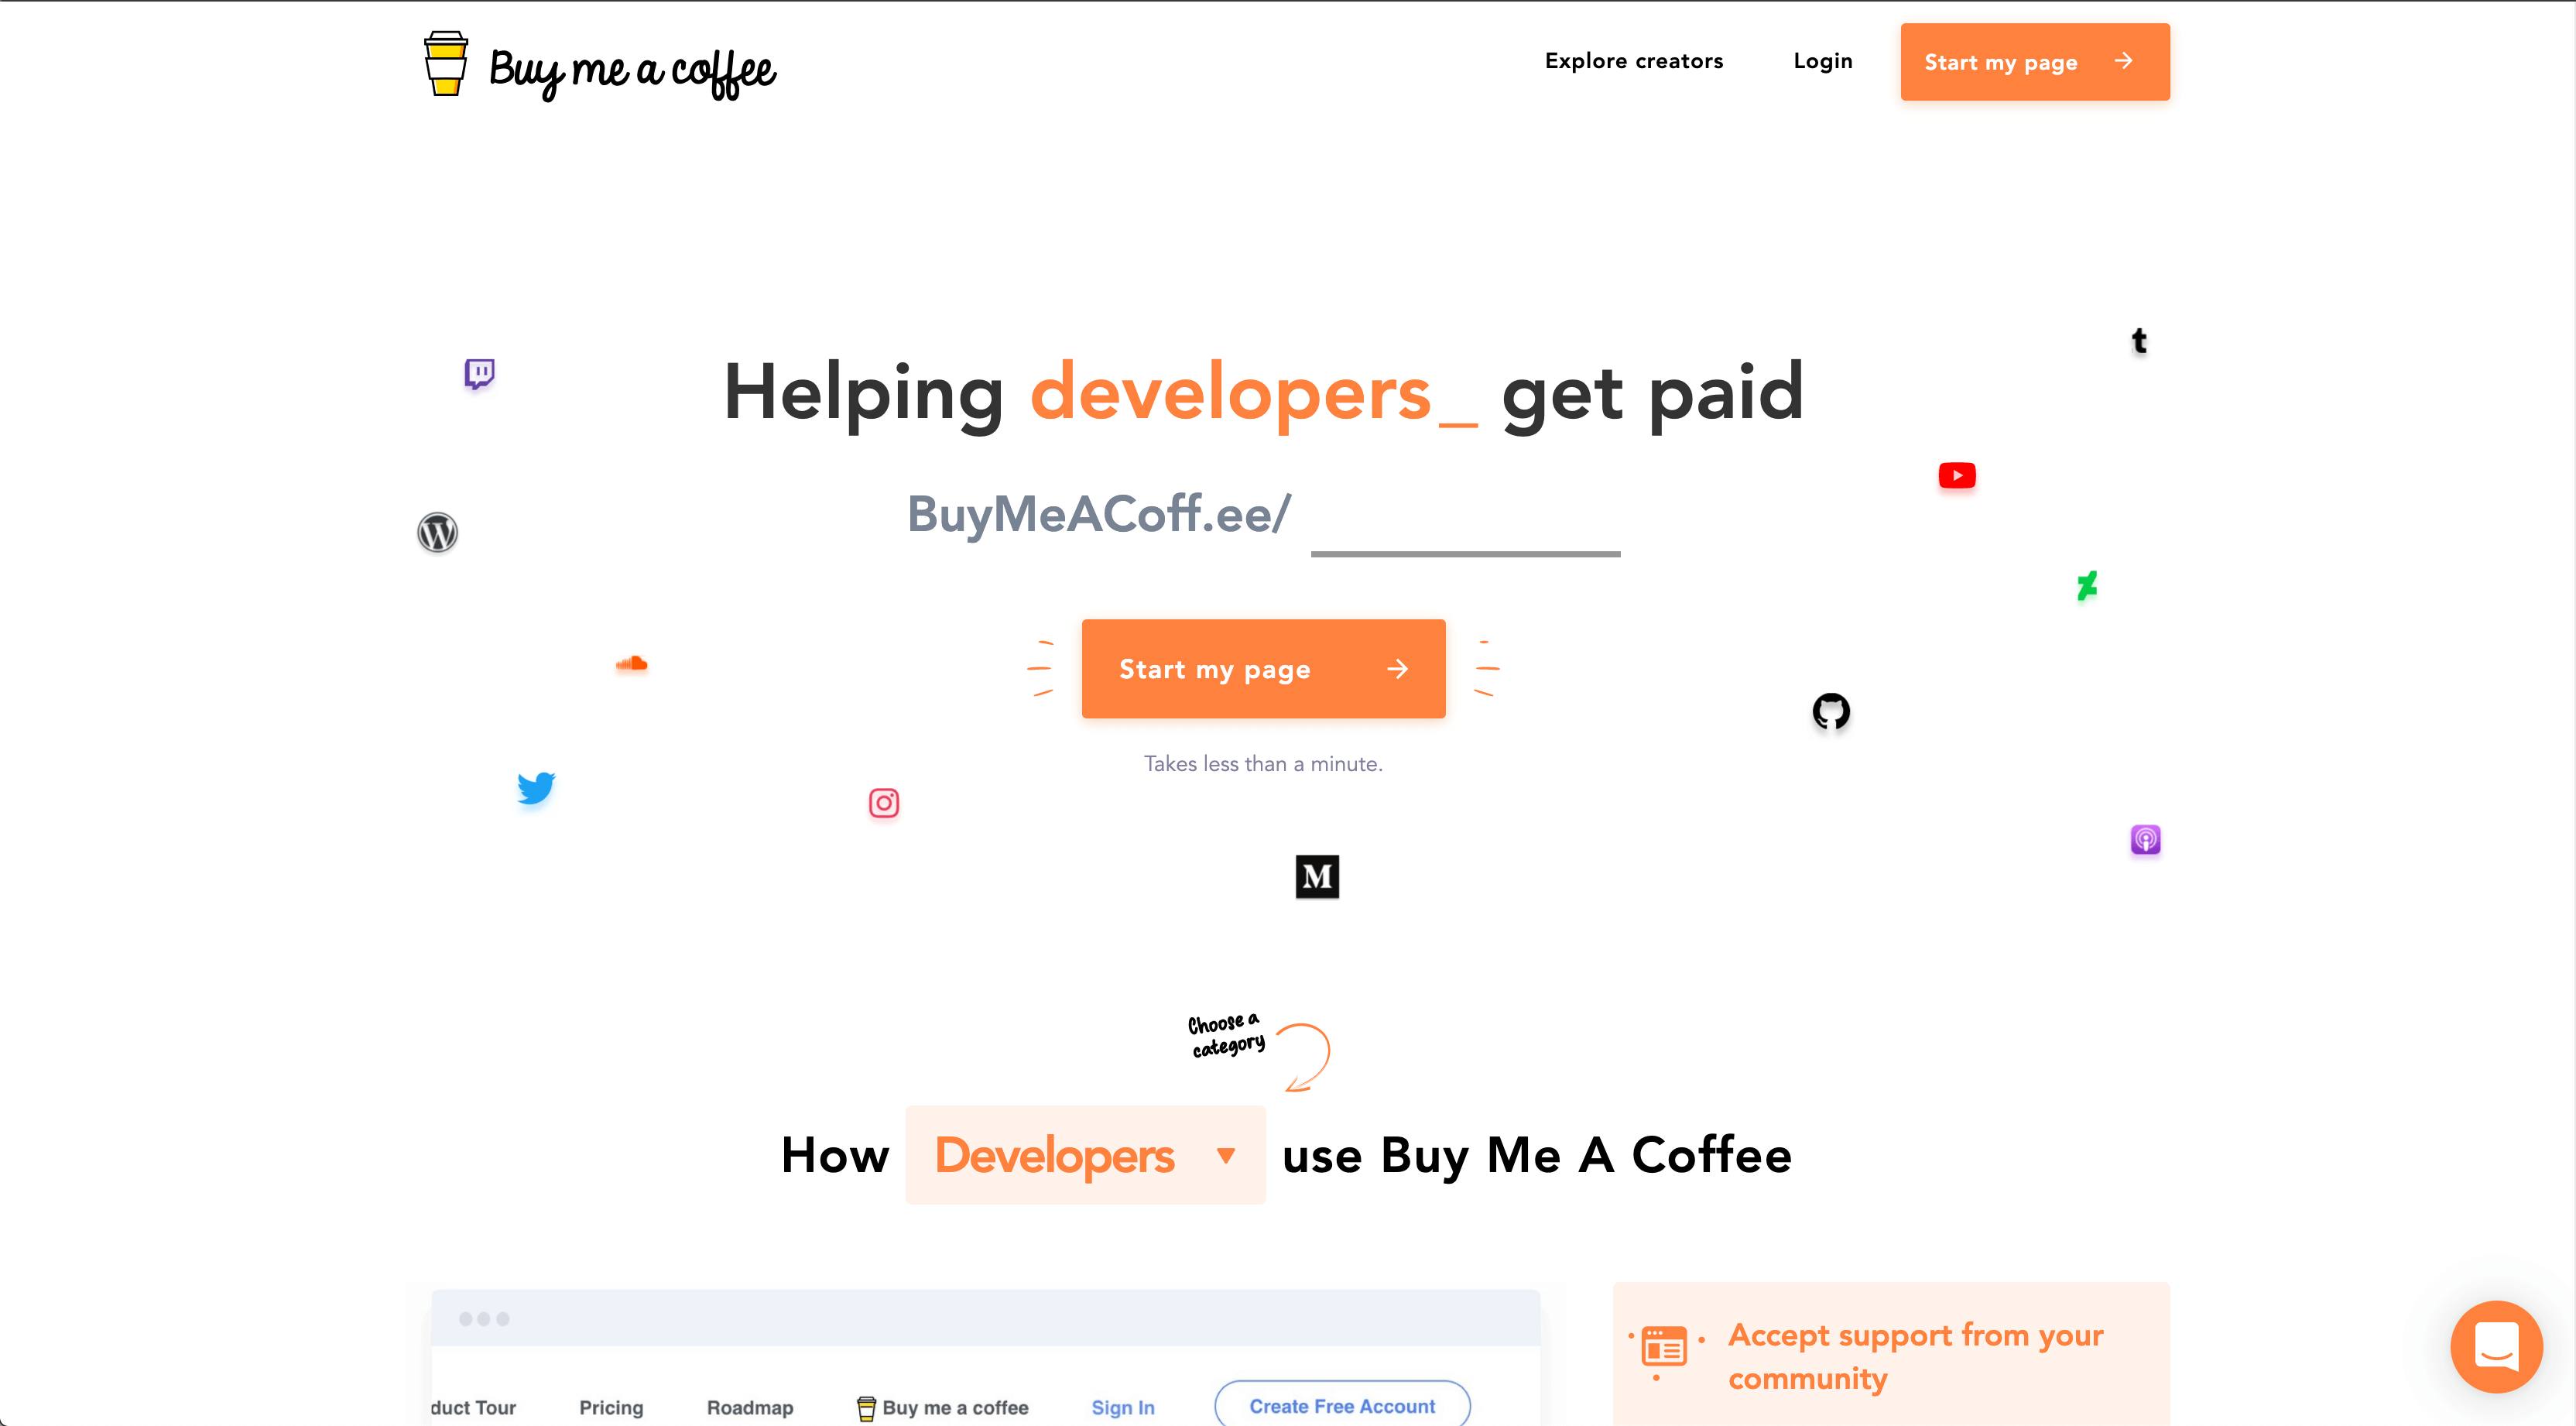 Buy me a coffee
Explore creators
Login
Start my page
Helping developers_ get paid
BuyMeACoff.ee/
Start my page
Takes less than a minute.
M
Choose a
category
How Developers use Buy Me A Coffee
duct Tour
Pricing
Roadmap
Buy me a coffee
Sign In
Create Free Account
Accept support from your
community